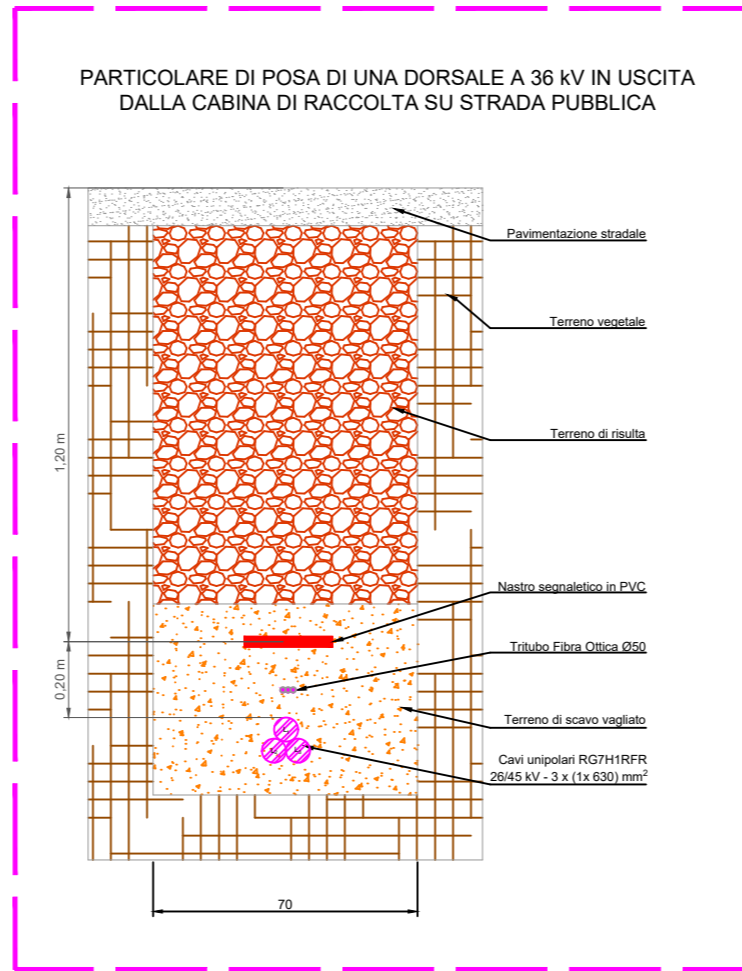 PARTICOLARE DI POSA DI UNA DORSALE A 36 kV IN USCITA
DALLA CABINA DI RACCOLTA SU STRADA PUBBLICA
Pavimentazione stradale
Terreno vegetale
1,20 m
Terreno di risulta
Nastro segnaletico in PVC
Tritubo Fibra Ottica Ø50
0,20 m
Terreno di scavo vagliato
Cavi unipolari RG7H1RFR
26/45 kV - 3 x (1x 630) mm²
70